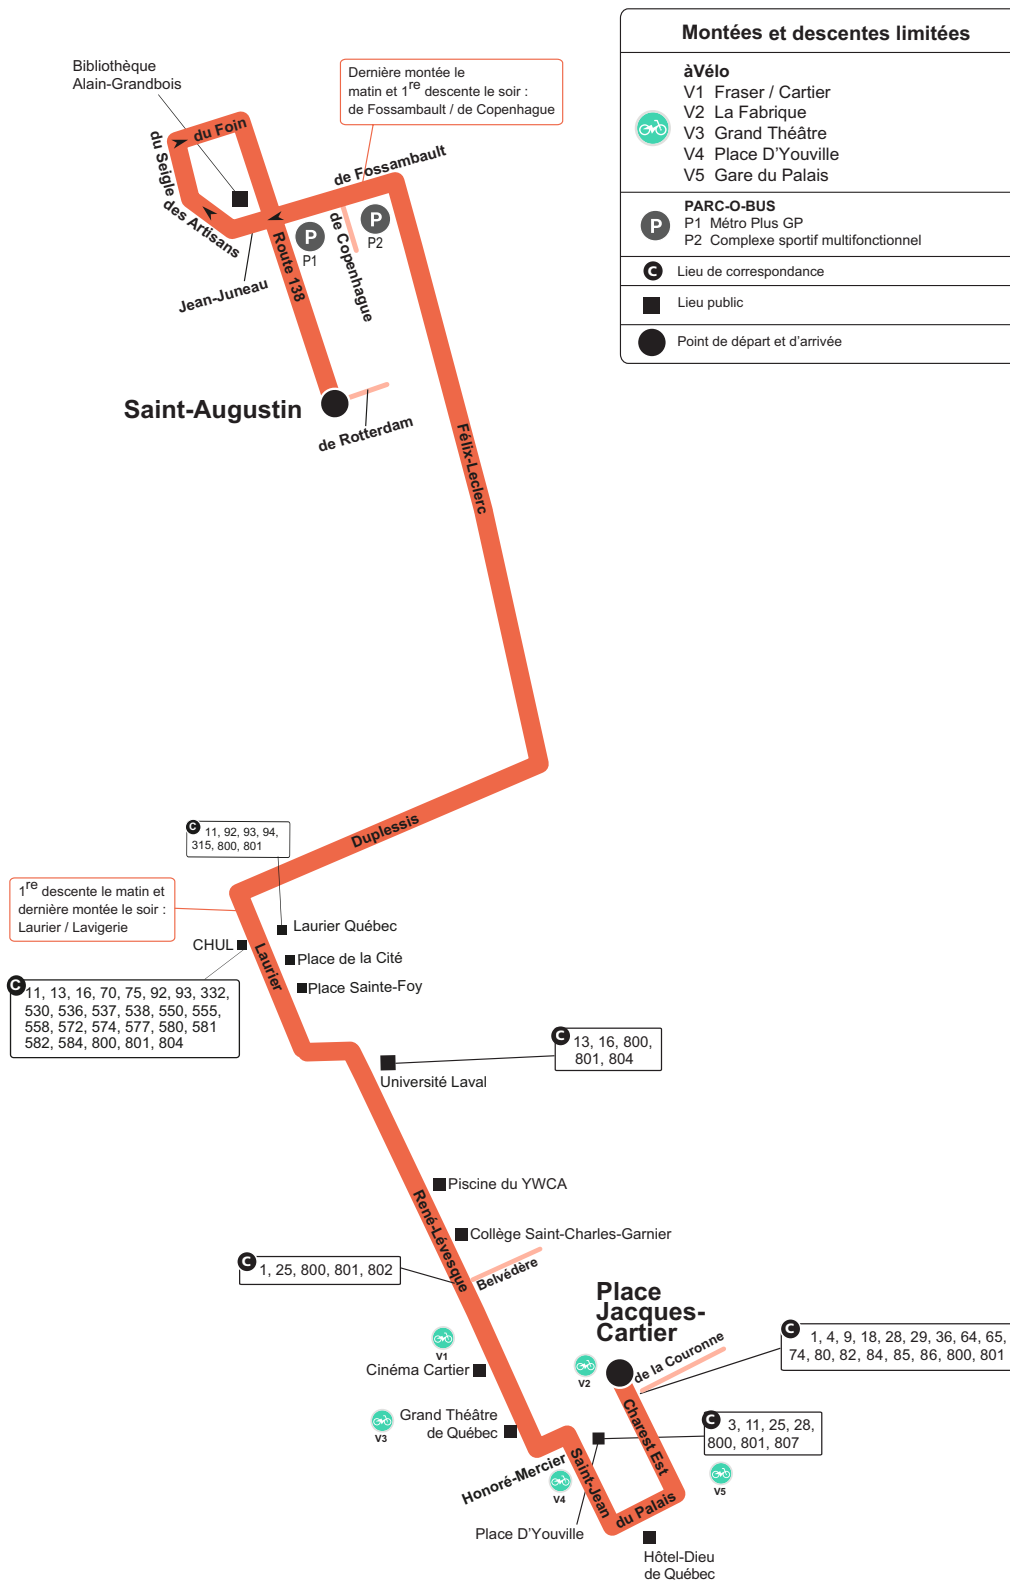 Montées et descentes limitées
àVélo
V1 Fraser / Cartier
V2 La Fabrique
V3 Grand Théâtre
V4 Place D'Youville
V5 Gare du Palais
P
PARC-O-BUS
P1 Métro Plus GP
P2 Complexe sportif multifonctionnel
C Lieu de correspondance
Lieu public
Point de départ et d'arrivée
Bibliothèque
Alain-Grandbois
Dernière montée le
matin et 1re descente le soir :
de Fossambault / de Copenhague
du Foin
du Seigle
des Artisans
de Fossambault
P
P1
P
P2
de Copenhague
Route 138
Jean-Juneau
Saint-Augustin
de Rotterdam
Félix-Leclerc
Duplessis
C 11, 92, 93, 94,
315, 800, 801
1re descente le matin et
dernière montée le soir :
Laurier / Lavigerie
Laurier Québec
CHUL
Laurier
Place de la Cité
Place Sainte-Foy
C 11, 13, 16, 70, 75, 92, 93, 332,
530, 536, 537, 538, 550, 555,
558, 572, 574, 577, 580, 581
582, 584, 800, 801, 804
C 13, 16, 800,
801, 804
Université Laval
Piscine du YWCA
René-Lévesque
Collège Saint-Charles-Garnier
C 1, 25, 800, 801, 802
Belvédère
Place
Jacques-
Cartier
V1
Cinéma Cartier
V2
de la Couronne
C 1, 4, 9, 18, 28, 29, 36, 64, 65,
74, 80, 82, 84, 85, 86, 800, 801
V3
Grand Théâtre
de Québec
Charest Est
C 3, 11, 25, 28,
800, 801, 807
Honoré-Mercier
V4
Saint-Jean
V5
du Palais
Place D'Youville
Hôtel-Dieu
de Québec